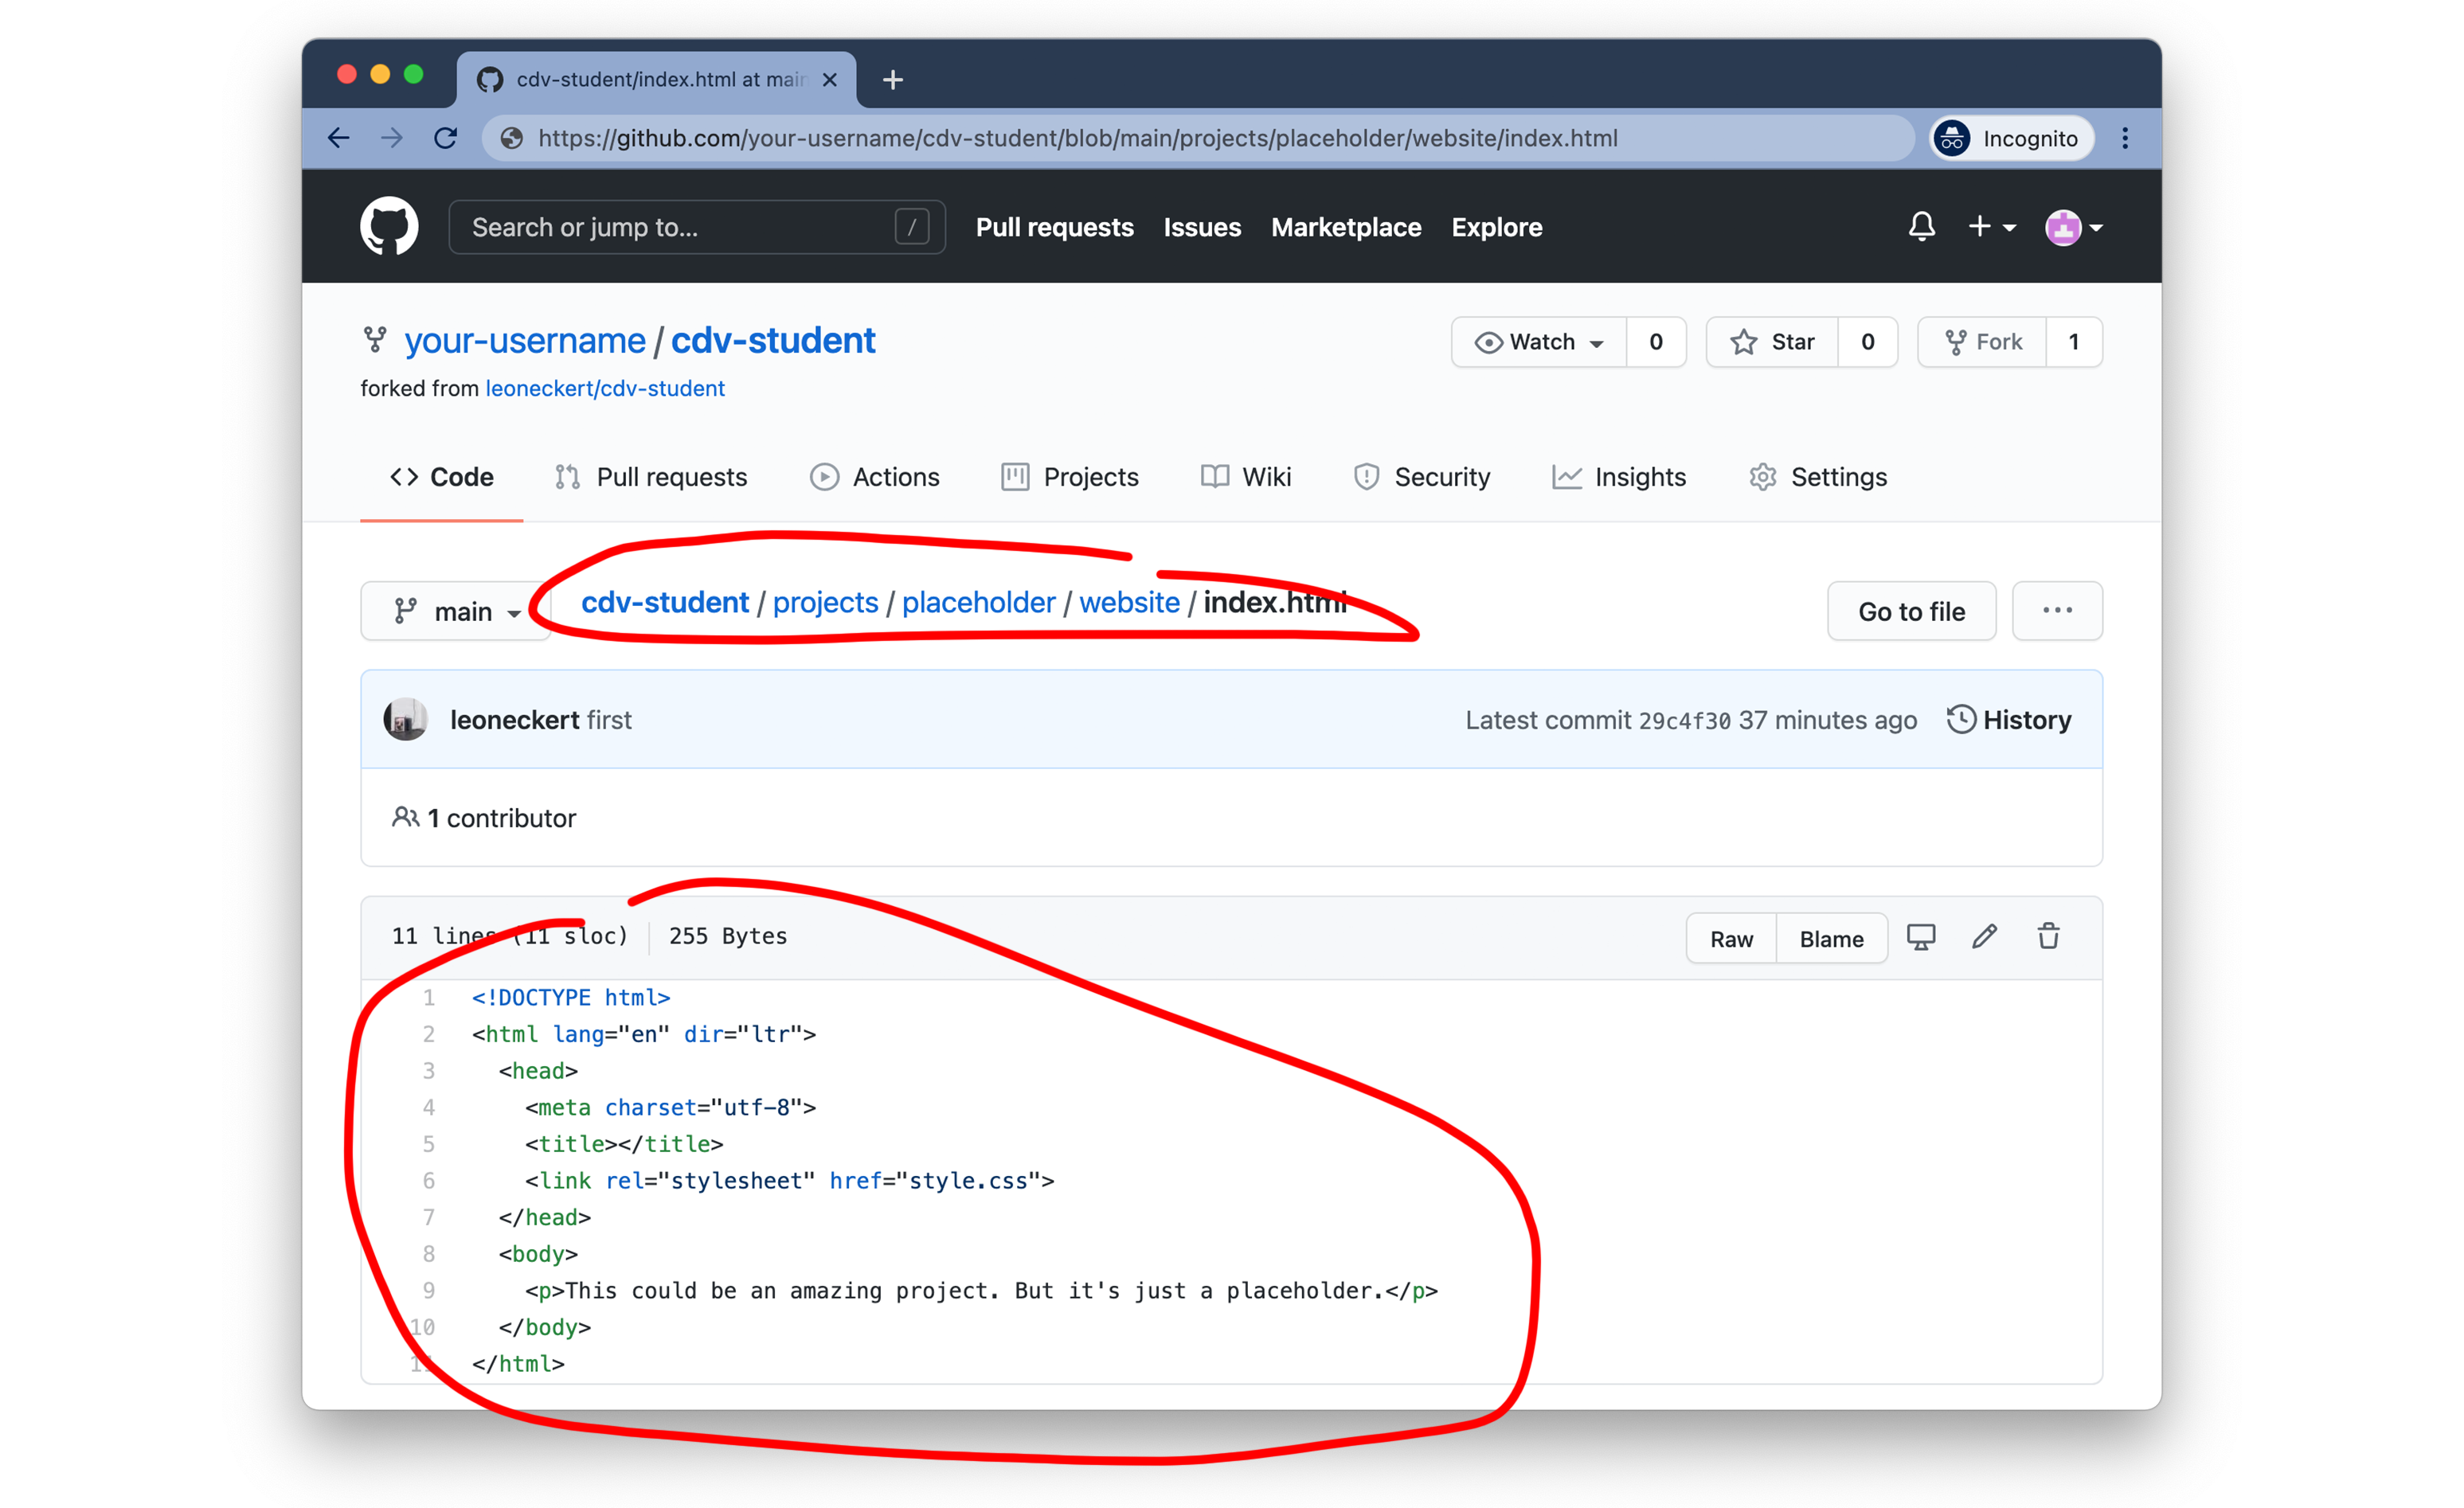 cdv-student/index.html at main
https://github.com/your-username/cdv-student/blob/main/projects/placeholder/website/index.html
Incognito
Search or jump to... /
Pull requests Issues Marketplace Explore
your-username / cdv-student
Watch 0 Star 0 Fork 1
forked from leoneckert/cdv-student
Code Pull requests Actions Projects Wiki Security Insights Settings
main cdv-student / projects / placeholder / website / index.html Go to file ...
leoneckert first Latest commit 29c4f30 37 minutes ago History
1 contributor
11 lines (11 sloc) 255 Bytes Raw Blame
1 <!DOCTYPE html>
2 <html lang="en" dir="ltr">
3 <head>
4 <meta charset="utf-8">
5 <title></title>
6 <link rel="stylesheet" href="style.css">
7 </head>
8 <body>
9 <p>This could be an amazing project. But it's just a placeholder.</p>
10 </body>
11 </html>